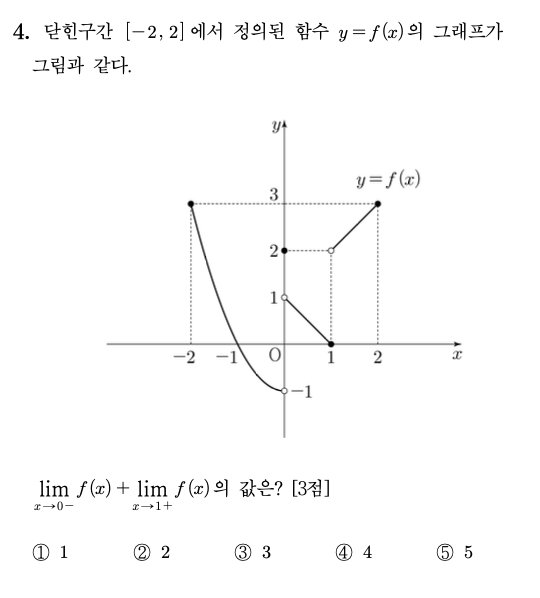 4. 닫힌구간 [−2, 2]에서 정의된 함수 y=f(x)의 그래프가
그림과 같다.
y
y=f(x)
3
2
1
−2 −1 O 1 2 x
−1
lim f(x) + lim f(x)의 값은? [3점]
x→0− x→1+
① 1 ② 2 ③ 3 ④ 4 ⑤ 5